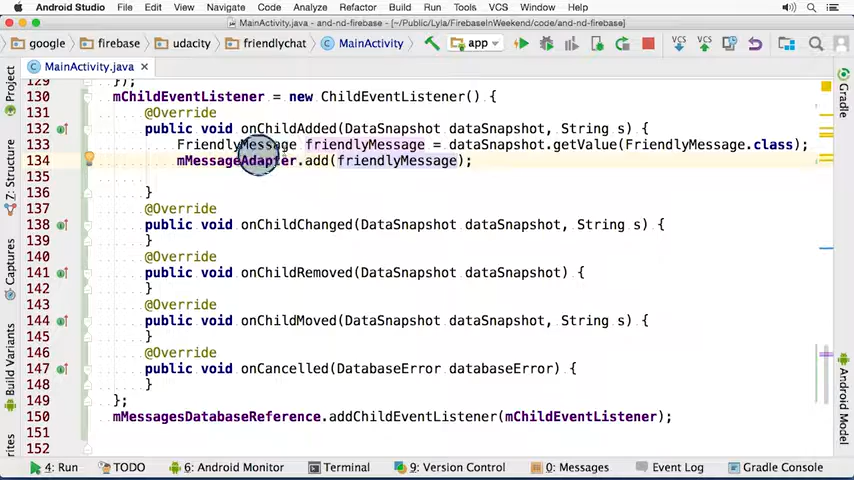 Android Studio File Edit View Navigate Code Analyze Refactor Build Run Tools VCS Window Help
MainActivity.java - and-nd-firebase - [~/Public/Lyla/FirebaseInWeekend/code/and-nd-firebase]
google firebase udacity friendlychat MainActivity app VCS VCS
MainActivity.java
129 });
130 mChildEventListener = new ChildEventListener() {
131 @Override
132 public void onChildAdded(DataSnapshot dataSnapshot, String s) {
133 FriendlyMessage friendlyMessage = dataSnapshot.getValue(FriendlyMessage.class);
134 mMessageAdapter.add(friendlyMessage);
135
136 }
137 @Override
138 public void onChildChanged(DataSnapshot dataSnapshot, String s) {
139 }
140 @Override
141 public void onChildRemoved(DataSnapshot dataSnapshot) {
142 }
143 @Override
144 public void onChildMoved(DataSnapshot dataSnapshot, String s) {
145 }
146 @Override
147 public void onCancelled(DatabaseError databaseError) {
148 }
149 };
150 mMessagesDatabaseReference.addChildEventListener(mChildEventListener);
151
152
Project
Z: Structure
Captures
Build Variants
rites
Gradle
Android Model
4: Run TODO 6: Android Monitor Terminal 9: Version Control 0: Messages Event Log Gradle Console